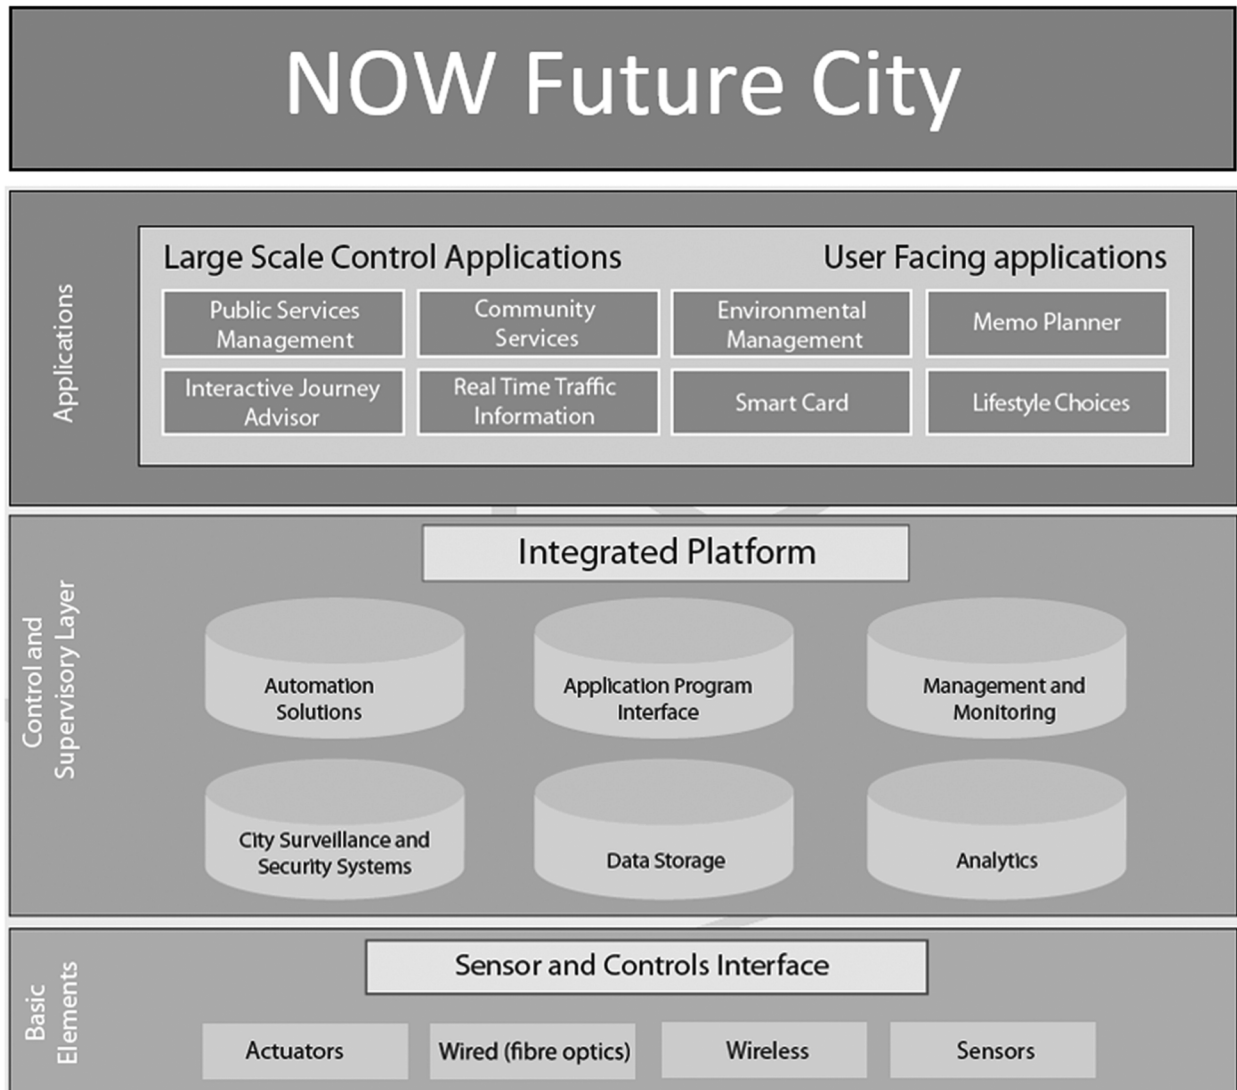 NOW Future City
Applications
Large Scale Control Applications
User Facing applications
Public Services
Management
Community
Services
Environmental
Management
Memo Planner
Interactive Journey
Advisor
Real Time Traffic
Information
Smart Card
Lifestyle Choices
Control and
Supervisory Layer
Integrated Platform
Automation
Solutions
Application Program
Interface
Management and
Monitoring
City Surveillance and
Security Systems
Data Storage
Analytics
Basic
Elements
Sensor and Controls Interface
Actuators
Wired (fibre optics)
Wireless
Sensors